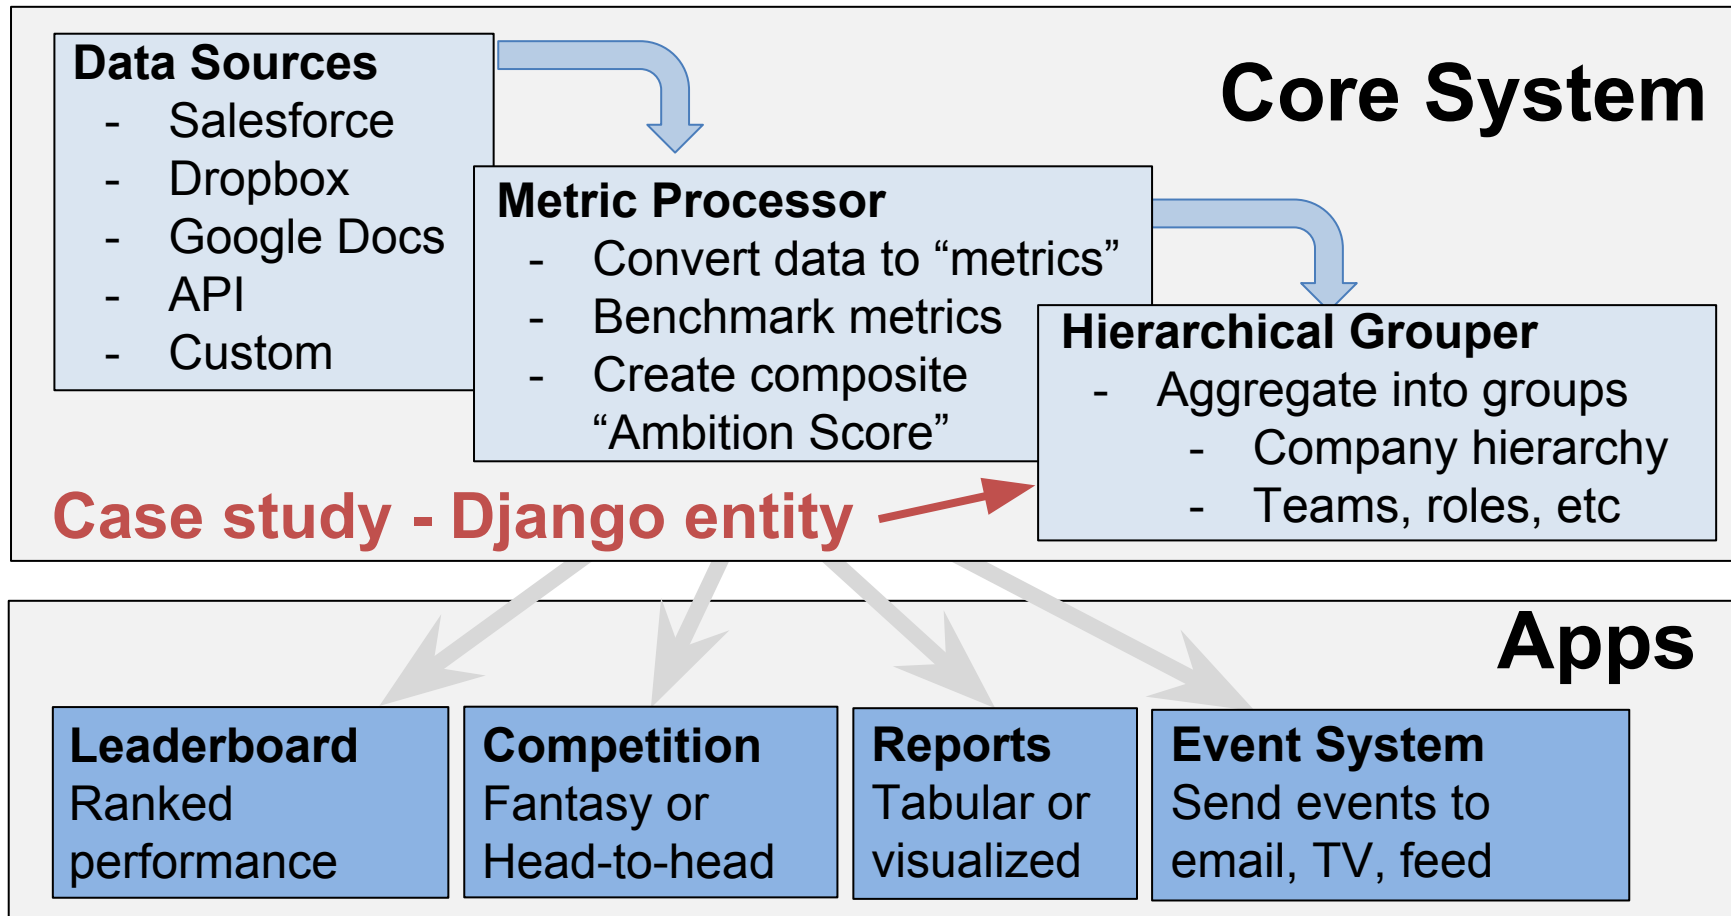 Core System
Data Sources
- Salesforce
- Dropbox
- Google Docs
- API
- Custom
Metric Processor
- Convert data to “metrics”
- Benchmark metrics
- Create composite
“Ambition Score”
Hierarchical Grouper
- Aggregate into groups
- Company hierarchy
- Teams, roles, etc
Case study - Django entity
Apps
Leaderboard
Ranked
performance
Competition
Fantasy or
Head-to-head
Reports
Tabular or
visualized
Event System
Send events to
email, TV, feed